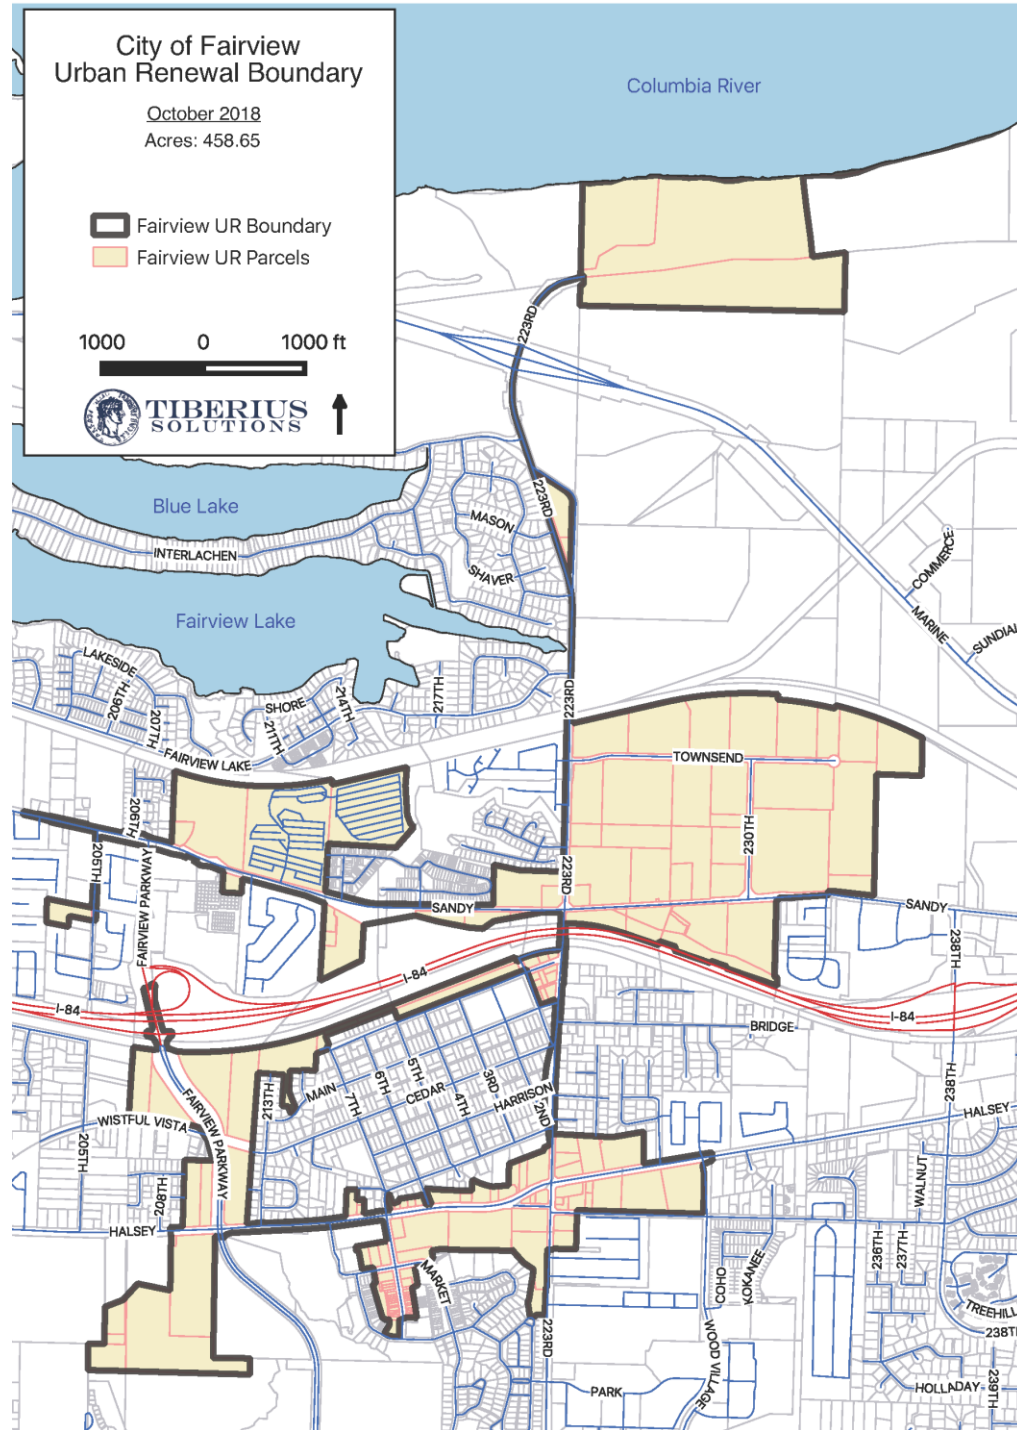 City of Fairview
Urban Renewal Boundary
October 2018
Acres: 458.65
Fairview UR Boundary
Fairview UR Parcels
1000 0 1000 ft
TIBERIUS
SOLUTIONS
Columbia River
223RD
Blue Lake
223RD
MASON
INTERLACHEN
SHAVER
COMMERCE
Fairview Lake
MARINE
SUNDIAL
LAKESIDE
206TH
207TH
SHORE
211TH
214TH
217TH
223RD
FAIRVIEW LAKE
TOWNSEND
206TH
205TH
230TH
FAIRVIEW PARKWAY
223RD
SANDY
SANDY
238TH
I-84
I-84
I-84
BRIDGE
MAIN
213TH
7TH
6TH
5TH
CEDAR
4TH
3RD
HARRISON
2ND
238TH
HALSEY
FAIRVIEW PARKWAY
WISTFUL VISTA
205TH
208TH
WALNUT
HALSEY
236TH
237TH
MARKET
COHO
KOKANEE
TREEHILL
223RD
WOOD VILLAGE
238TH
PARK
HOLLADAY
239TH